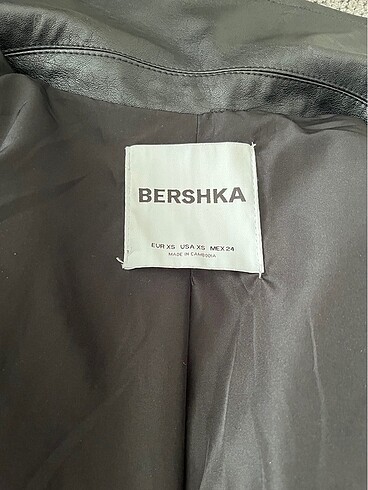 BERSHKA
EUR XS USA XS MEX 24
MADE IN CAMBODIA